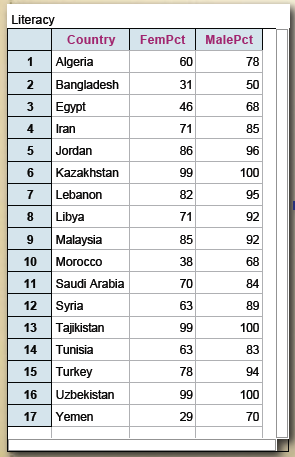 Literacy
Country FemPct MalePct
1 Algeria 60 78
2 Bangladesh 31 50
3 Egypt 46 68
4 Iran 71 85
5 Jordan 86 96
6 Kazakhstan 99 100
7 Lebanon 82 95
8 Libya 71 92
9 Malaysia 85 92
10 Morocco 38 68
11 Saudi Arabia 70 84
12 Syria 63 89
13 Tajikistan 99 100
14 Tunisia 63 83
15 Turkey 78 94
16 Uzbekistan 99 100
17 Yemen 29 70